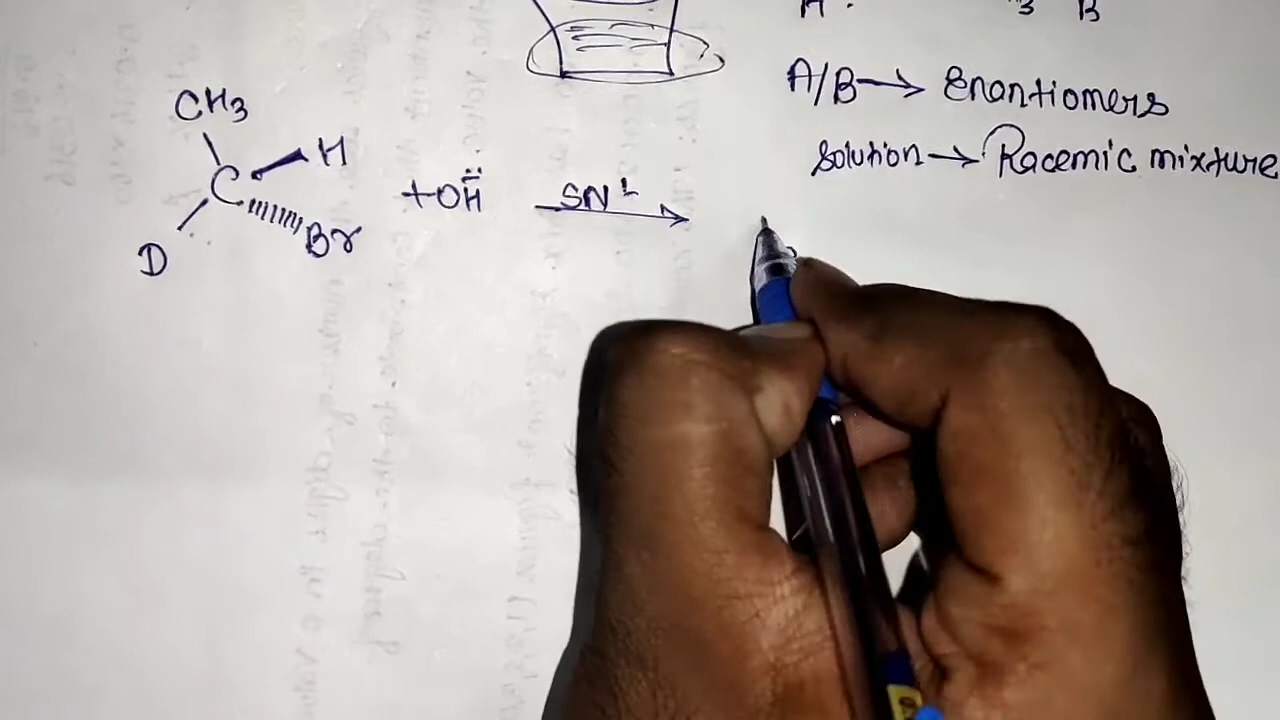 A/B → Enantiomers
Solution → Racemic mixture
CH3
C H
D Br
+ OH SN1